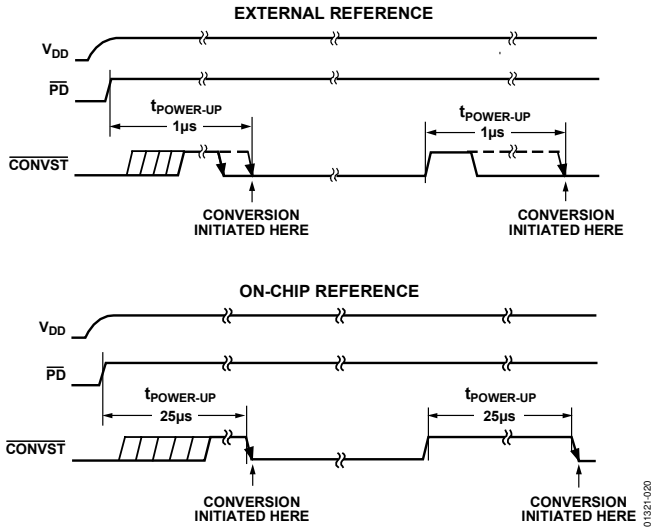 EXTERNAL REFERENCE
VDD
PD
tPOWER-UP
1µs
tPOWER-UP
1µs
CONVST
CONVERSION
INITIATED HERE
CONVERSION
INITIATED HERE
ON-CHIP REFERENCE
VDD
PD
tPOWER-UP
25µs
tPOWER-UP
25µs
CONVST
CONVERSION
INITIATED HERE
CONVERSION
INITIATED HERE
01321-020